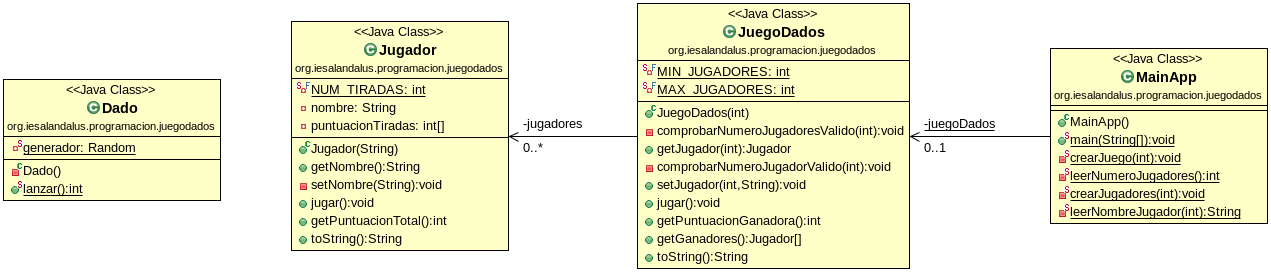 <<Java Class>>
Dado
org.iesalandalus.programacion.juegodados
generador: Random
Dado()
lanzar():int
<<Java Class>>
Jugador
org.iesalandalus.programacion.juegodados
NUM_TIRADAS: int
nombre: String
puntuacionTiradas: int[]
Jugador(String)
getNombre():String
setNombre(String):void
jugar():void
getPuntuacionTotal():int
toString():String
-jugadores
0..*
<<Java Class>>
JuegoDados
org.iesalandalus.programacion.juegodados
MIN_JUGADORES: int
MAX_JUGADORES: int
JuegoDados(int)
comprobarNumeroJugadoresValido(int):void
getJugador(int):Jugador
comprobarNumeroJugadorValido(int):void
setJugador(int,String):void
jugar():void
getPuntuacionGanadora():int
getGanadores():Jugador[]
toString():String
-juegoDados
0..1
<<Java Class>>
MainApp
org.iesalandalus.programacion.juegodados
MainApp()
main(String[]):void
crearJuego(int):void
leerNumeroJugadores():int
crearJugadores(int):void
leerNombreJugador(int):String